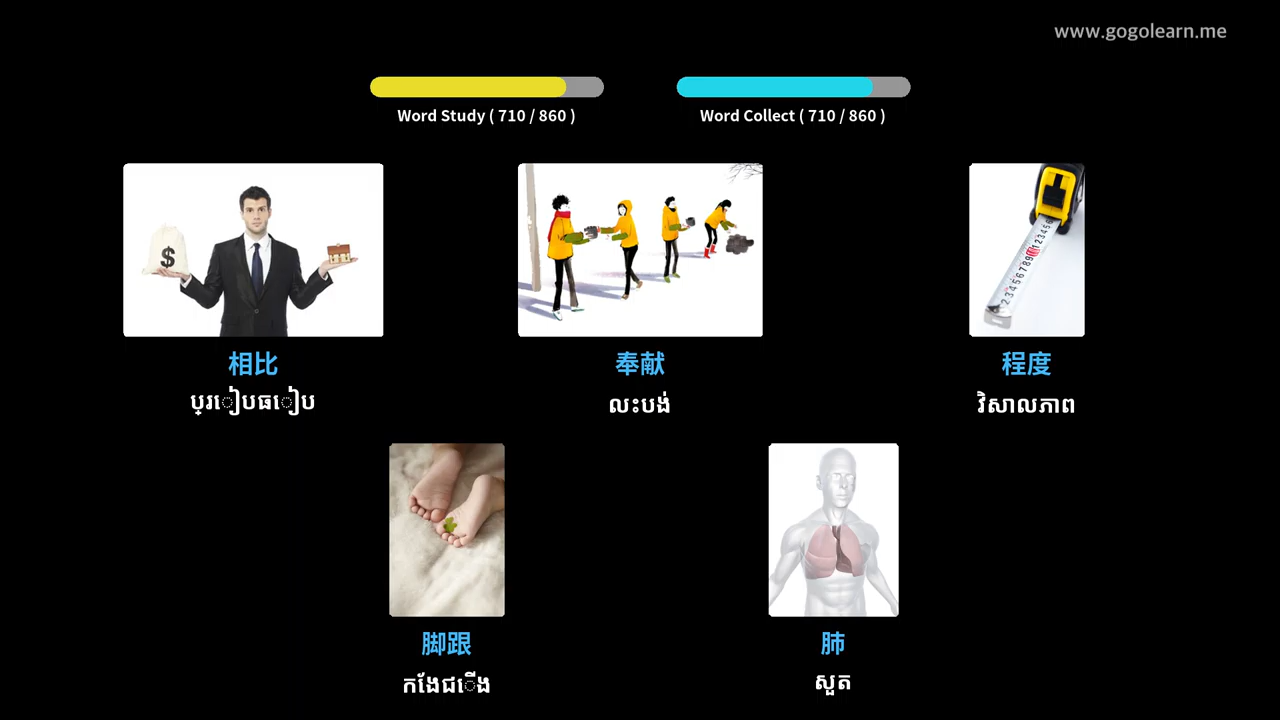 www.gogolearn.me
Word Study ( 710 / 860 )
Word Collect ( 710 / 860 )
相比
ប្រៀបធៀប
奉献
លះបង់
程度
វិសាលភាព
脚跟
កែងជើង
肺
សួត